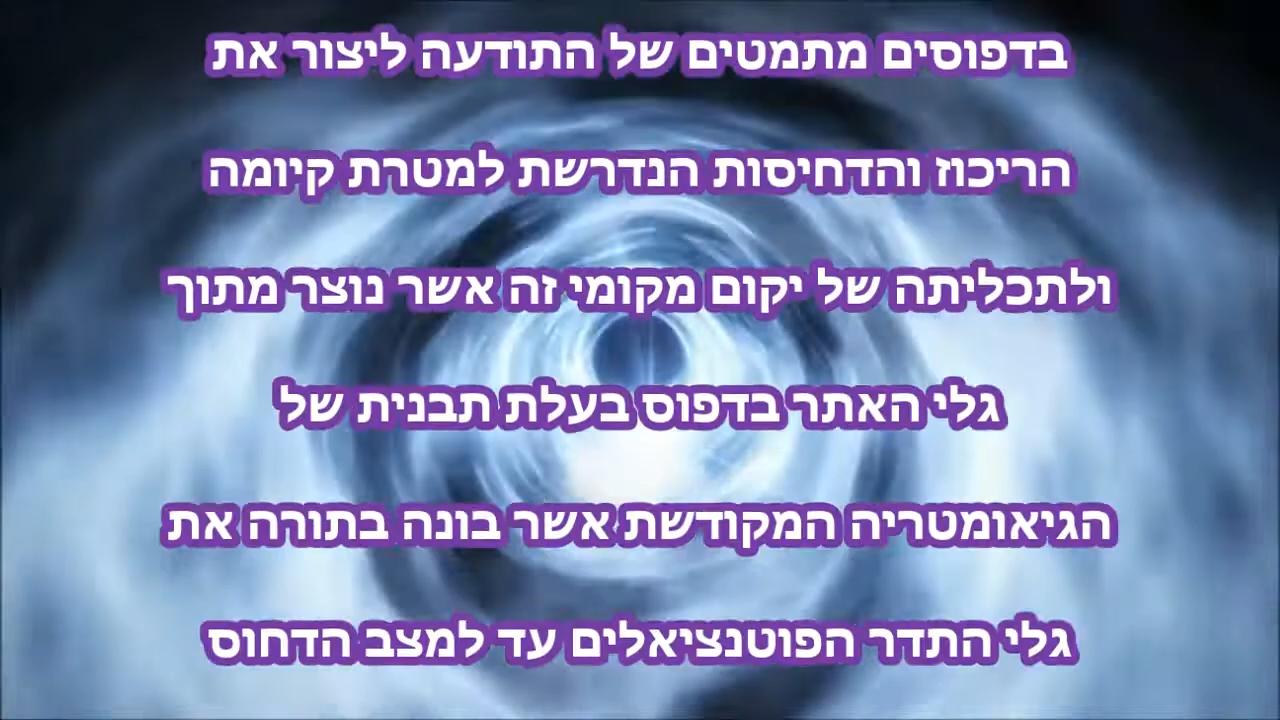 בדפוסים מתמטים של התודעה ליצור את
הריכוז והדחיסות הנדרשת למטרת קיומה
ולתכליתה של יקום מקומי זה אשר נוצר מתוך
גלי האתר בדפוס בעלת תבנית של
הגיאומטריה המקודשת אשר בונה בתורה את
גלי התדר הפוטנציאלים עד למצב הדחוס